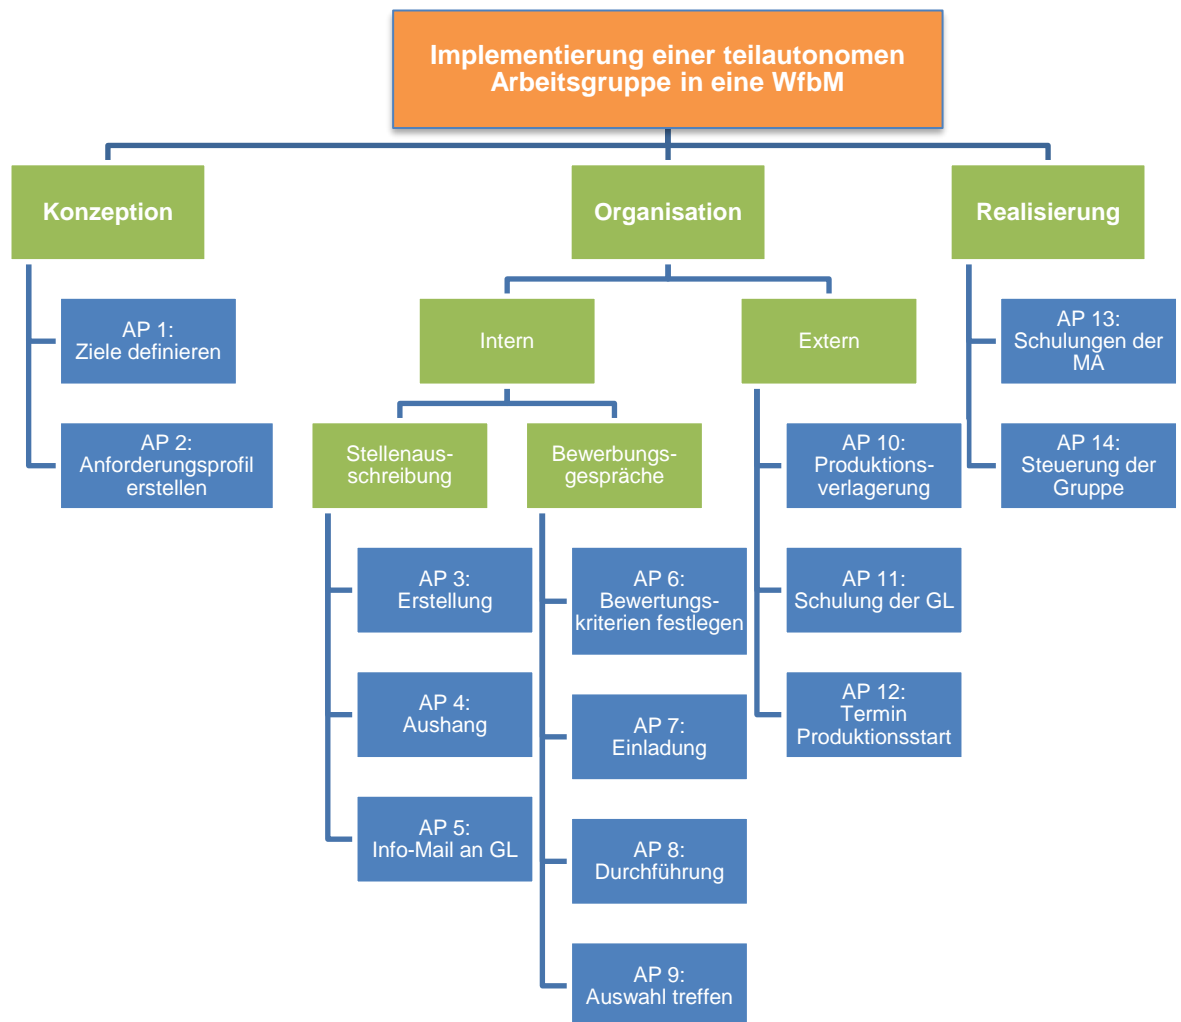 Implementierung einer teilautonomen
Arbeitsgruppe in eine WfbM
Konzeption
Organisation
Realisierung
AP 1:
Ziele definieren
AP 2:
Anforderungsprofil
erstellen
Intern
Extern
Stellenaus-
schreibung
Bewerbungs-
gespräche
AP 3:
Erstellung
AP 4:
Aushang
AP 5:
Info-Mail an GL
AP 6:
Bewertungs-
kriterien festlegen
AP 7:
Einladung
AP 8:
Durchführung
AP 9:
Auswahl treffen
AP 10:
Produktions-
verlagerung
AP 11:
Schulung der GL
AP 12:
Termin
Produktionsstart
AP 13:
Schulungen der
MA
AP 14:
Steuerung der
Gruppe